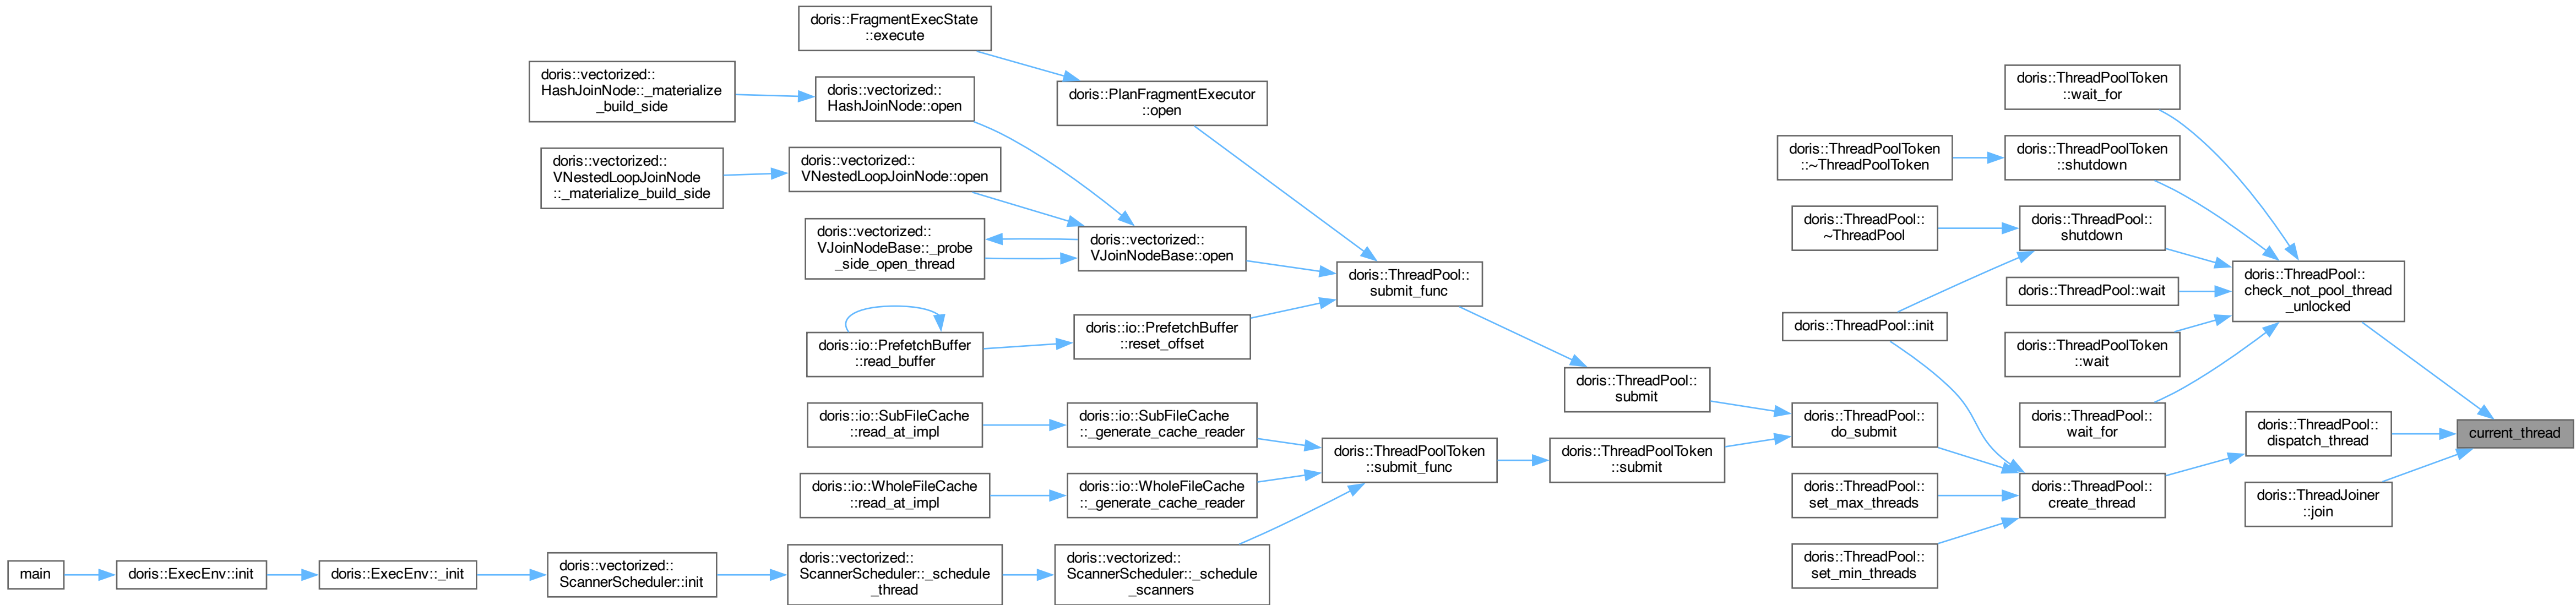 doris::FragmentExecState
::execute
doris::vectorized::
HashJoinNode::_materialize
_build_side
doris::vectorized::
HashJoinNode::open
doris::PlanFragmentExecutor
::open
doris::ThreadPoolToken
::wait_for
doris::vectorized::
VNestedLoopJoinNode
::_materialize_build_side
doris::vectorized::
VNestedLoopJoinNode::open
doris::ThreadPoolToken
::~ThreadPoolToken
doris::ThreadPoolToken
::shutdown
doris::vectorized::
VJoinNodeBase::_probe
_side_open_thread
doris::vectorized::
VJoinNodeBase::open
doris::ThreadPool::
~ThreadPool
doris::ThreadPool::
shutdown
doris::ThreadPool::
submit_func
doris::ThreadPool::wait
doris::ThreadPool::
check_not_pool_thread
_unlocked
doris::io::PrefetchBuffer
::read_buffer
doris::io::PrefetchBuffer
::reset_offset
doris::ThreadPool::init
doris::ThreadPoolToken
::wait
doris::ThreadPool::
submit
doris::io::SubFileCache
::read_at_impl
doris::io::SubFileCache
::_generate_cache_reader
doris::ThreadPool::
do_submit
doris::ThreadPool::
wait_for
doris::ThreadPool::
dispatch_thread
current_thread
doris::ThreadPoolToken
::submit_func
doris::ThreadPoolToken
::submit
doris::io::WholeFileCache
::read_at_impl
doris::io::WholeFileCache
::_generate_cache_reader
doris::ThreadPool::
set_max_threads
doris::ThreadPool::
create_thread
doris::ThreadJoiner
::join
main
doris::ExecEnv::init
doris::ExecEnv::_init
doris::vectorized::
ScannerScheduler::init
doris::vectorized::
ScannerScheduler::_schedule
_thread
doris::vectorized::
ScannerScheduler::_schedule
_scanners
doris::ThreadPool::
set_min_threads